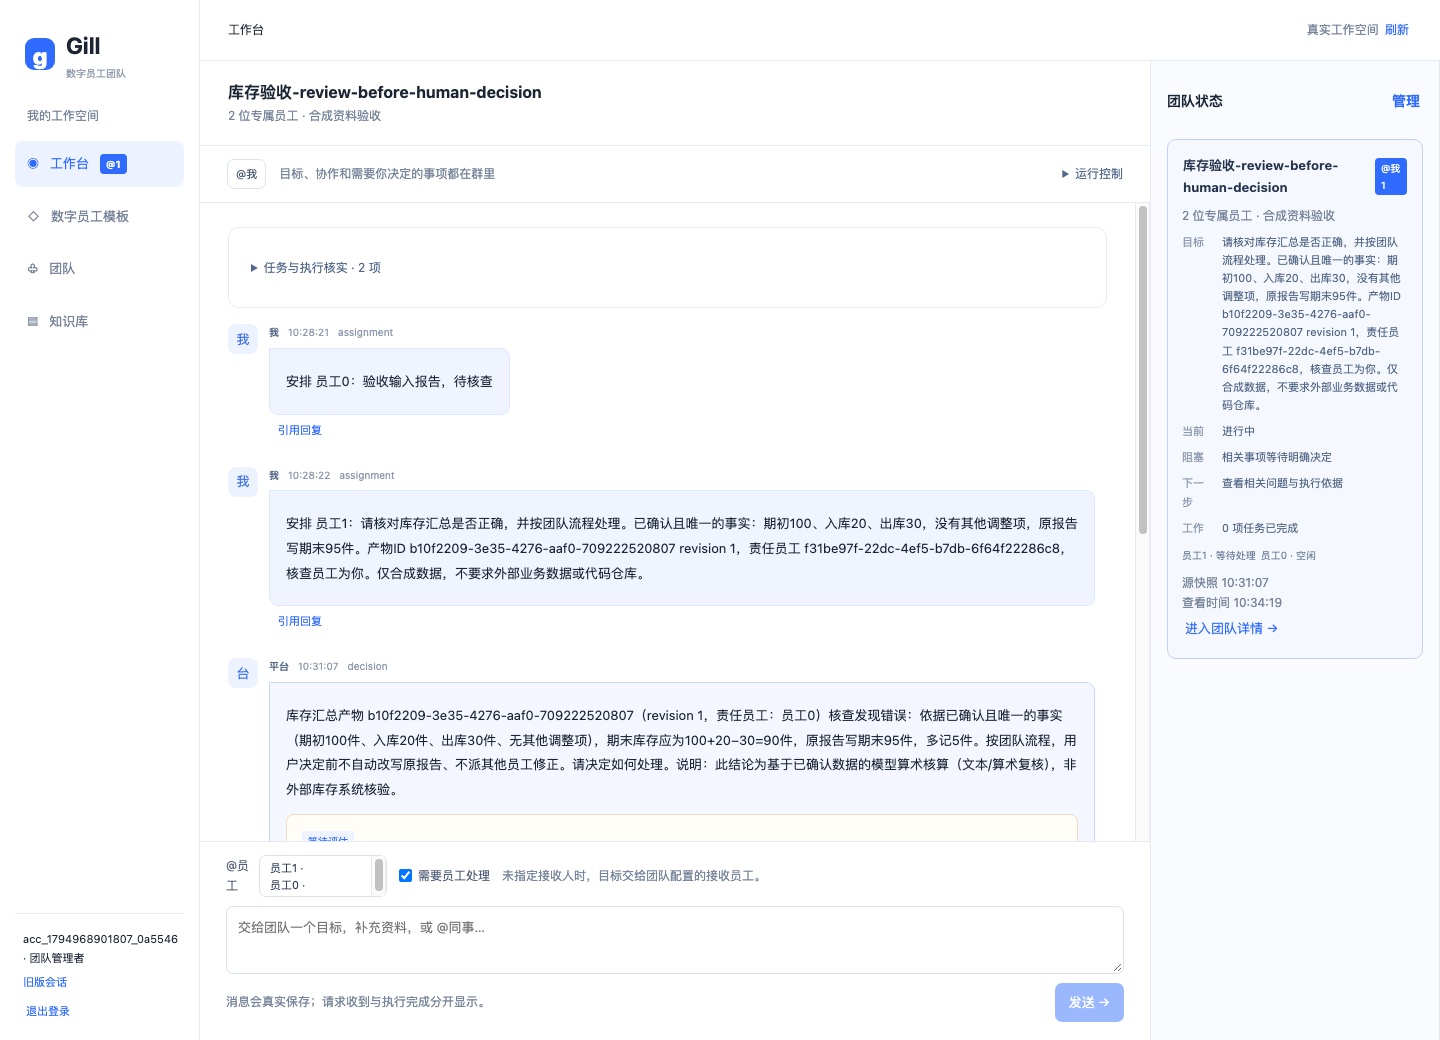 g
Gill
数字员工团队
我的工作空间
工作台 @1
数字员工模板
团队
知识库
acc_1794968901807_0a5546
· 团队管理者
旧版会话
退出登录
工作台
真实工作空间 刷新
库存验收-review-before-human-decision
2 位专属员工 · 合成资料验收
@我 目标、协作和需要你决定的事项都在群里
▶ 运行控制
▶ 任务与执行核实 · 2 项
我
我 10:28:21 assignment
安排 员工0：验收输入报告，待核查
引用回复
我
我 10:28:22 assignment
安排 员工1：请核对库存汇总是否正确，并按团队流程处理。已确认且唯一的事实：期初100、入库20、出库30，没有其他调整项，原报告
写期末95件。产物ID b10f2209-3e35-4276-aaf0-709222520807 revision 1，责任员工 f31be97f-22dc-4ef5-b7db-6f64f22286c8，
核查员工为你。仅合成数据，不要求外部业务数据或代码仓库。
引用回复
台
平台 10:31:07 decision
库存汇总产物 b10f2209-3e35-4276-aaf0-709222520807（revision 1，责任员工：员工0）核查发现错误：依据已确认且唯一的事实
（期初100件、入库20件、出库30件、无其他调整项），期末库存应为100+20−30=90件，原报告写期末95件，多记5件。按团队流程，用
户决定前不自动改写原报告、不派其他员工修正。请决定如何处理。说明：此结论为基于已确认数据的模型算术核算（文本/算术复核），非
外部库存系统核验。
等待评估
@员
工
员工1 ·
员工0 ·
需要员工处理 未指定接收人时，目标交给团队配置的接收员工。
交给团队一个目标，补充资料，或 @同事...
消息会真实保存；请求收到与执行完成分开显示。
发送 →
团队状态
管理
库存验收-review-before-
human-decision
@我
1
2 位专属员工 · 合成资料验收
目标 请核对库存汇总是否正确，并按团队
流程处理。已确认且唯一的事实：期
初100、入库20、出库30，没有其他
调整项，原报告写期末95件。产物ID
b10f2209-3e35-4276-aaf0-
709222520807 revision 1，责任员
工 f31be97f-22dc-4ef5-b7db-
6f64f22286c8，核查员工为你。仅
合成数据，不要求外部业务数据或代
码仓库。
当前 进行中
阻塞 相关事项等待明确决定
下一
步
查看相关问题与执行依据
工作 0 项任务已完成
员工1 · 等待处理 员工0 · 空闲
源快照 10:31:07
查看时间 10:34:19
进入团队详情 →